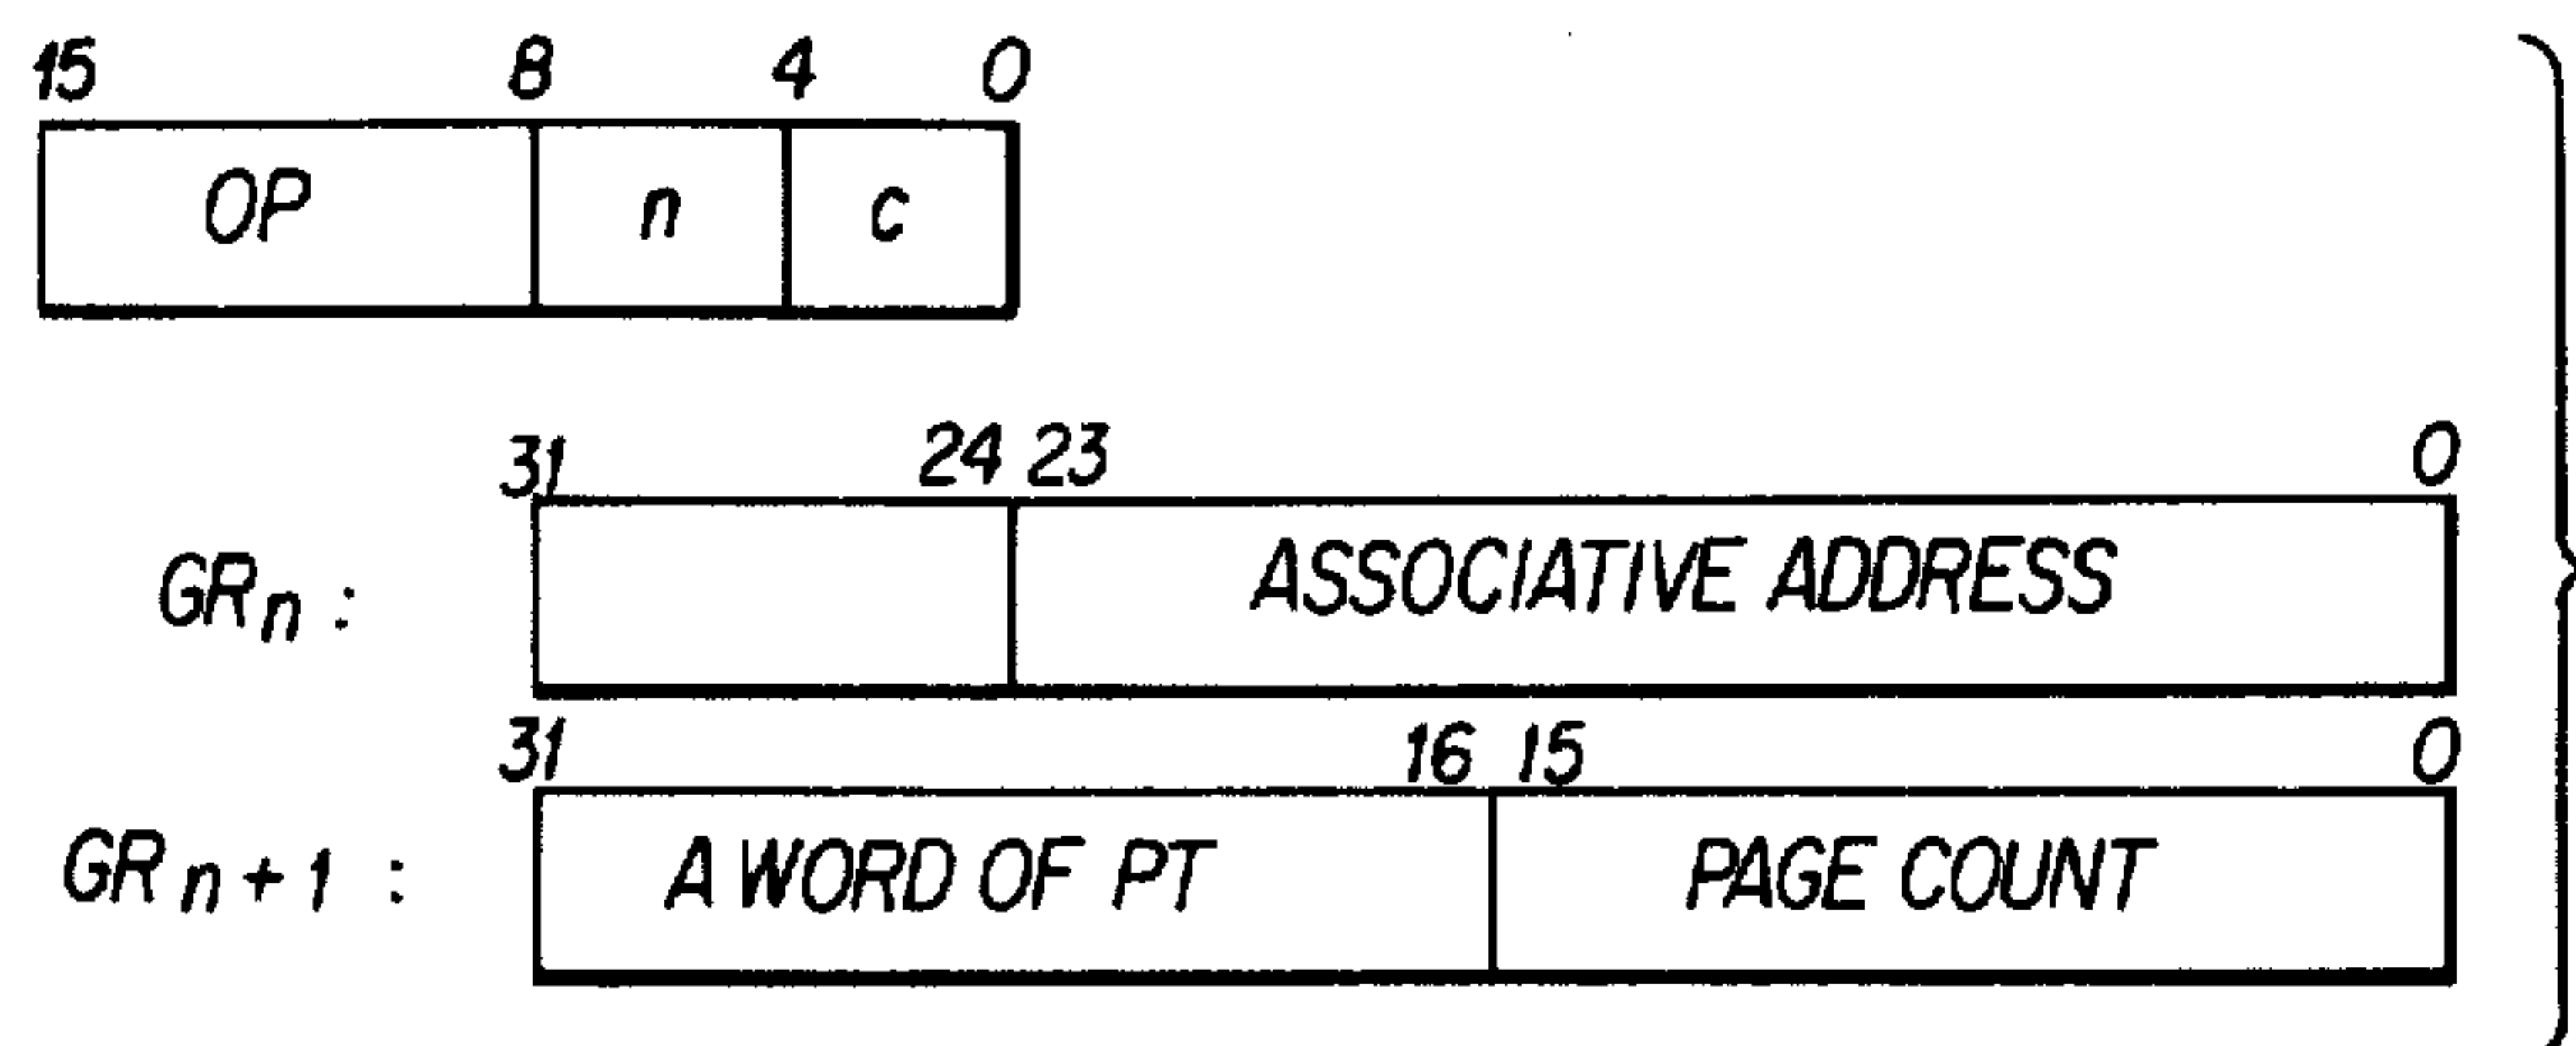 15 8 4 0
OP n c
31 24 23 0
GRn : ASSOCIATIVE ADDRESS
31 16 15 0
GRn+1 : A WORD OF PT PAGE COUNT